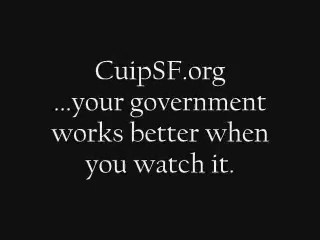 CuipSF.org
...your government
works better when
you watch it.